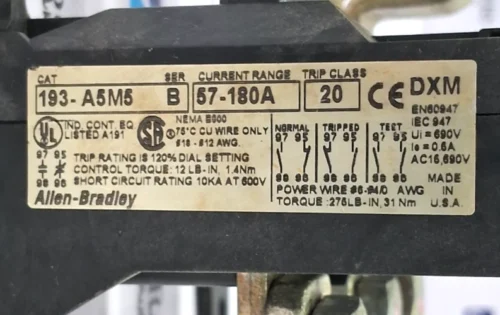 CAT SER CURRENT RANGE TRIP CLASS
193-A5M5 B 57-180A 20 CE DXM
UL IND. CONT. EQ. LISTED A191
SA NEMA B600
75°C CU WIRE ONLY
#18 - #12 AWG.
NORMAL TRIPPED TEST
EN60947
IEC 947
Ui = 690V
Ie = 0.6A
AC15,690V
97 95
98 96
TRIP RATING IS 120% DIAL SETTING
CONTROL TORQUE: 12 LB-IN, 1.4Nm
SHORT CIRCUIT RATING 10KA AT 600V
97 95 97 95 97 95
98 96 98 96 98 96
Allen-Bradley
POWER WIRE #6-#4/0 AWG
TORQUE : 275LB-IN, 31 Nm
MADE IN U.S.A.